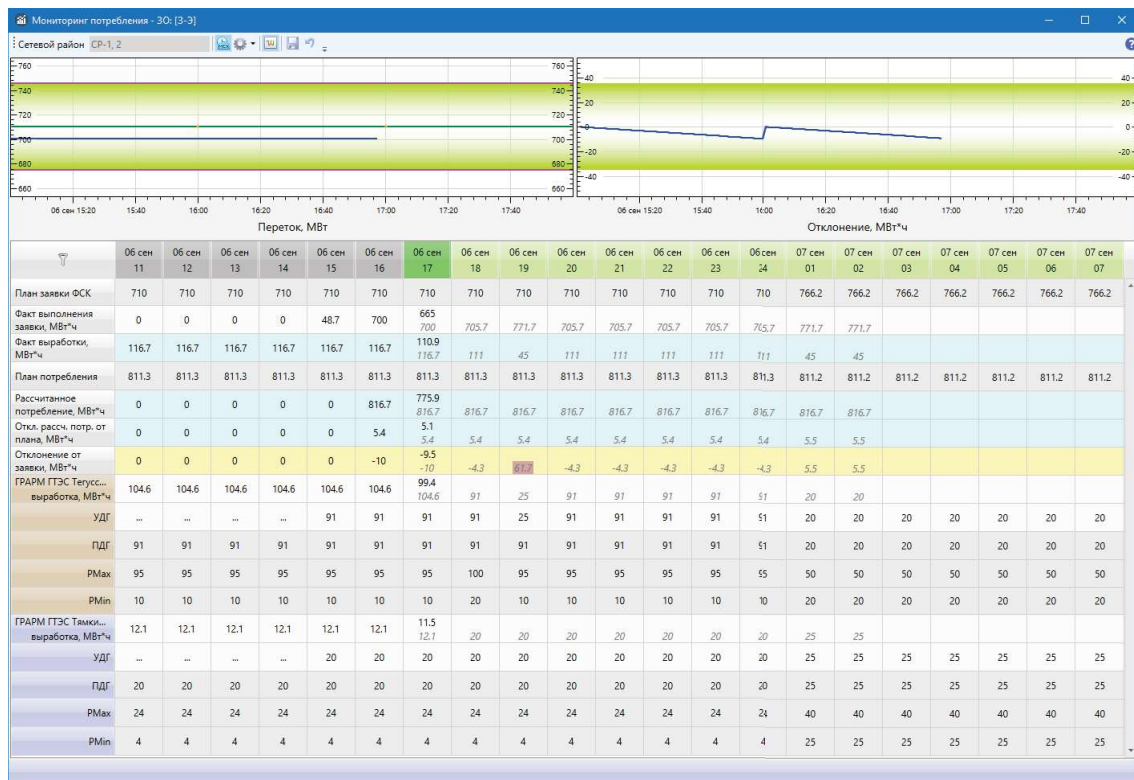 Мониторинг потребления - ЗО: [З-Э]
Сетевой район СР-1, 2
760 760
740 740
720 720
700 700
680 680
660 660
06 сен 15:20 15:40 16:00 16:20 16:40 17:00 17:20 17:40
Переток, МВт
40 40
20 20
0 0
-20 -20
-40 -40
06 сен 15:20 15:40 16:00 16:20 16:40 17:00 17:20 17:40
Отклонение, МВт*ч
06 сен 06 сен 06 сен 06 сен 06 сен 06 сен 06 сен 06 сен 06 сен 06 сен 06 сен 06 сен 06 сен 06 сен 07 сен 07 сен 07 сен 07 сен 07 сен 07 сен 07 сен
11 12 13 14 15 16 17 18 19 20 21 22 23 24 01 02 03 04 05 06 07
План заявки ФСК 710 710 710 710 710 710 710 710 710 710 710 710 710 710 766.2 766.2 766.2 766.2 766.2 766.2 766.2
Факт выполнения
заявки, МВт*ч 0 0 0 0 48.7 700 665
700 705.7 771.7 705.7 705.7 705.7 705.7 705.7 771.7 771.7
Факт выработки,
МВт*ч 116.7 116.7 116.7 116.7 116.7 116.7 110.9
116.7 111 45 111 111 111 111 111 45 45
План потребления 811.3 811.3 811.3 811.3 811.3 811.3 811.3 811.3 811.3 811.3 811.3 811.3 811.3 811.3 811.2 811.2 811.2 811.2 811.2 811.2 811.2
Рассчитанное
потребление, МВт*ч 0 0 0 0 0 816.7 775.9
816.7 816.7 816.7 816.7 816.7 816.7 816.7 816.7 816.7 816.7
Откл. рассч. потр. от
плана, МВт*ч 0 0 0 0 0 5.4 5.1
5.4 5.4 5.4 5.4 5.4 5.4 5.4 5.4 5.5 5.5
Отклонение от
заявки, МВт*ч 0 0 0 0 0 -10 -9.5
-10 -4.3 61.7 -4.3 -4.3 -4.3 -4.3 -4.3 5.5 5.5
ГРАРМ ГТЭС Тегусс...
выработка, МВт*ч 104.6 104.6 104.6 104.6 104.6 104.6 99.4
104.6 91 25 91 91 91 91 91 20 20
УДГ ... ... ... ... 91 91 91 91 25 91 91 91 91 91 20 20 20 20 20 20 20
ПДГ 91 91 91 91 91 91 91 91 91 91 91 91 91 91 20 20 20 20 20 20 20
PMax 95 95 95 95 95 95 95 100 95 95 95 95 95 95 50 50 50 50 50 50 50
PMin 10 10 10 10 10 10 10 20 10 10 10 10 10 10 20 20 20 20 20 20 20
ГРАРМ ГТЭС Тямки...
выработка, МВт*ч 12.1 12.1 12.1 12.1 12.1 12.1 11.5
12.1 20 20 20 20 20 20 20 25 25
УДГ ... ... ... ... 20 20 20 20 20 20 20 20 20 20 25 25 25 25 25 25 25
ПДГ 20 20 20 20 20 20 20 20 20 20 20 20 20 20 25 25 25 25 25 25 25
PMax 24 24 24 24 24 24 24 24 24 24 24 24 24 24 40 40 40 40 40 40 40
PMin 4 4 4 4 4 4 4 4 4 4 4 4 4 4 25 25 25 25 25 25 25